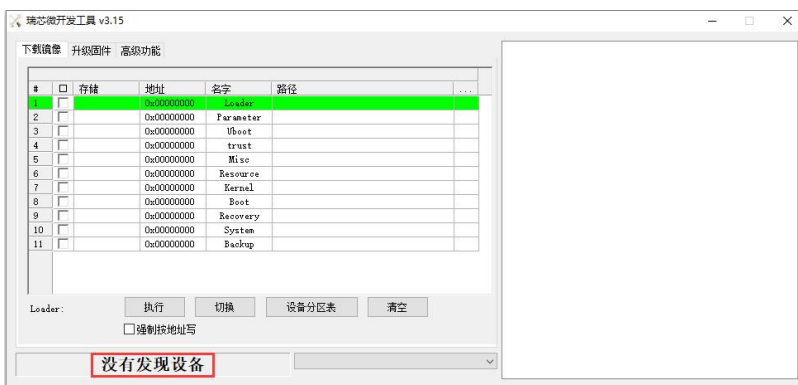 瑞芯微开发工具 v3.15
下载镜像 升级固件 高级功能
# 存储 地址 名字 路径 ...
1 0x00000000 Loader
2 0x00000000 Parameter
3 0x00000000 Uboot
4 0x00000000 trust
5 0x00000000 Misc
6 0x00000000 Resource
7 0x00000000 Kernel
8 0x00000000 Boot
9 0x00000000 Recovery
10 0x00000000 System
11 0x00000000 Backup
Loader: 执行 切换 设备分区表 清空
强制按地址写
没有发现设备